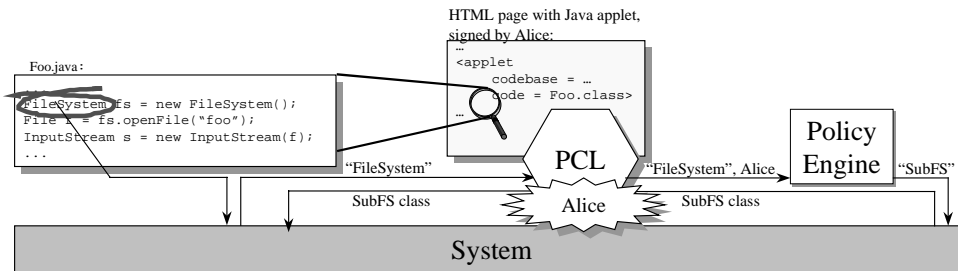 HTML page with Java applet,
signed by Alice:
…
<applet
codebase = …
code = Foo.class>
…
Foo.java:
...
FileSystem fs = new FileSystem();
File f = fs.openFile("foo");
InputStream s = new InputStream(f);
...
PCL
Alice
Policy
Engine
“FileSystem”
“FileSystem”, Alice
“SubFS”
SubFS class
SubFS class
System